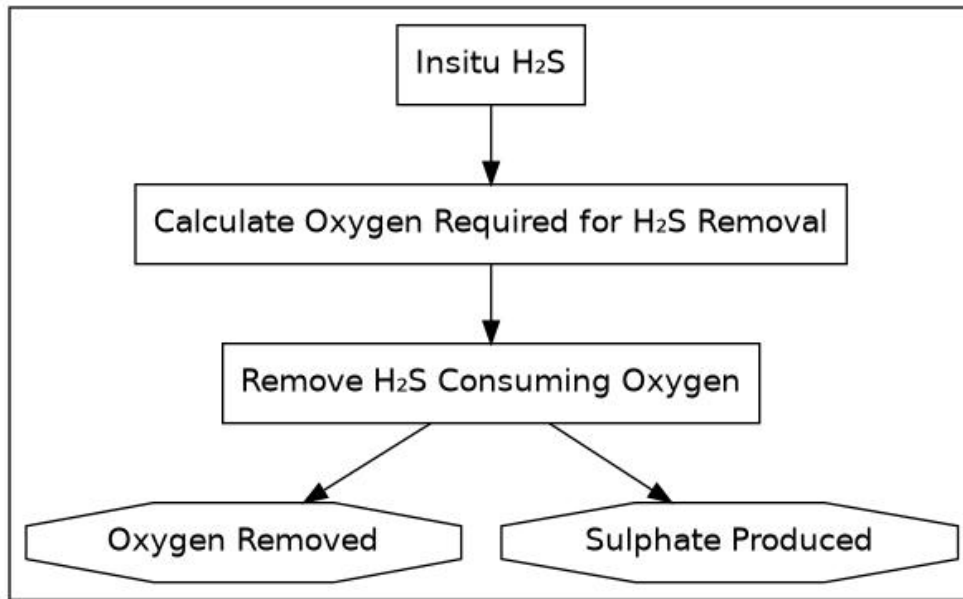 Insitu H₂S
Calculate Oxygen Required for H₂S Removal
Remove H₂S Consuming Oxygen
Oxygen Removed
Sulphate Produced